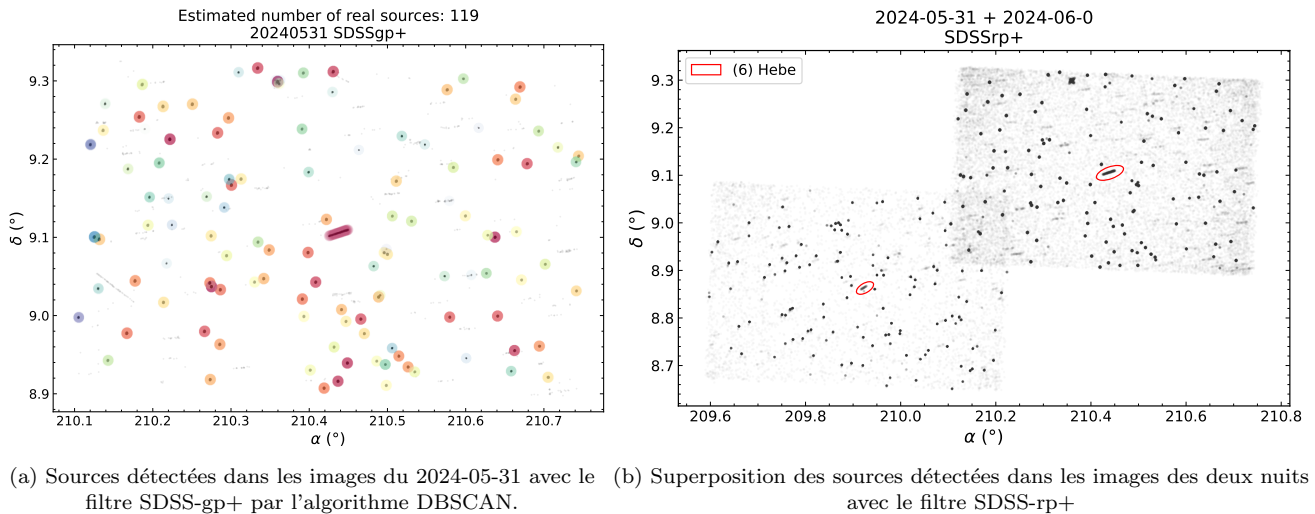 Estimated number of real sources: 119
20240531 SDSSgp+
δ (°)
9.3
9.2
9.1
9.0
8.9
210.1 210.2 210.3 210.4 210.5 210.6 210.7
α (°)
(a) Sources détectées dans les images du 2024-05-31 avec le
filtre SDSS-gp+ par l'algorithme DBSCAN.
2024-05-31 + 2024-06-0
SDSSrp+
(6) Hebe
δ (°)
9.3
9.2
9.1
9.0
8.9
8.8
8.7
209.6 209.8 210.0 210.2 210.4 210.6 210.8
α (°)
(b) Superposition des sources détectées dans les images des deux nuits
avec le filtre SDSS-rp+